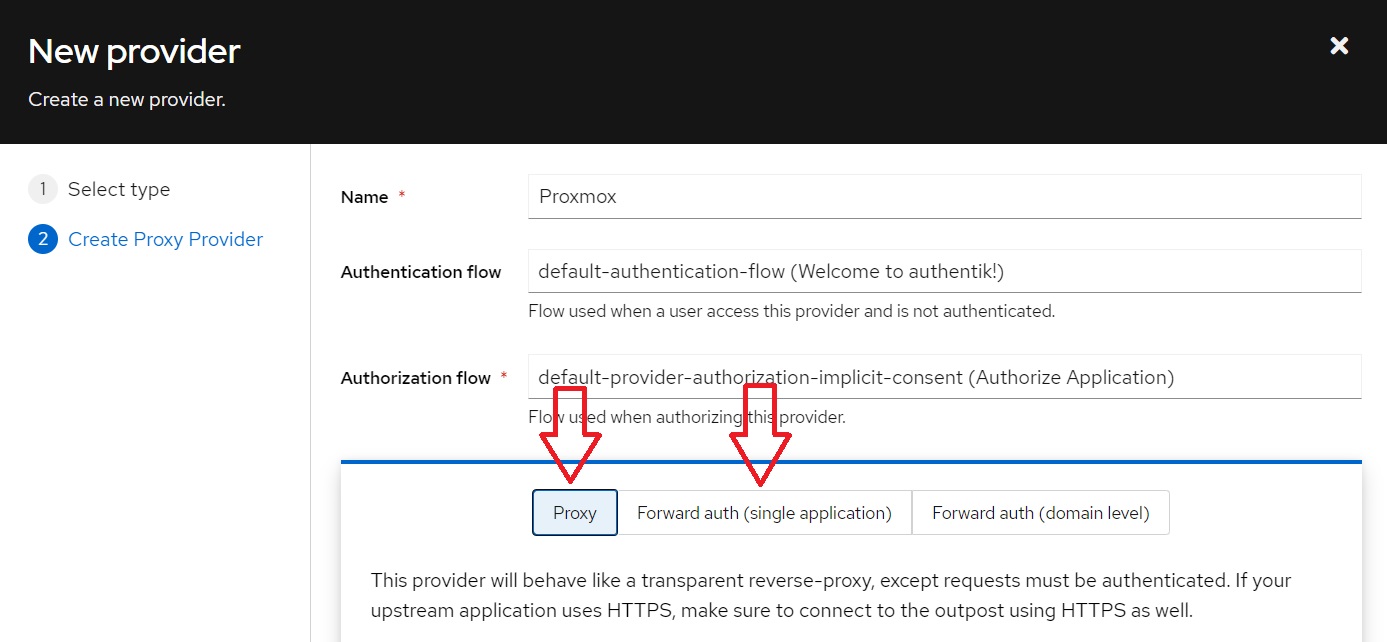 New provider
Create a new provider.
1 Select type
2 Create Proxy Provider
Name *
Proxmox
Authentication flow
default-authentication-flow (Welcome to authentik!)
Flow used when a user access this provider and is not authenticated.
Authorization flow *
default-provider-authorization-implicit-consent (Authorize Application)
Flow used when authorizing this provider.
Proxy Forward auth (single application) Forward auth (domain level)
This provider will behave like a transparent reverse-proxy, except requests must be authenticated. If your
upstream application uses HTTPS, make sure to connect to the outpost using HTTPS as well.